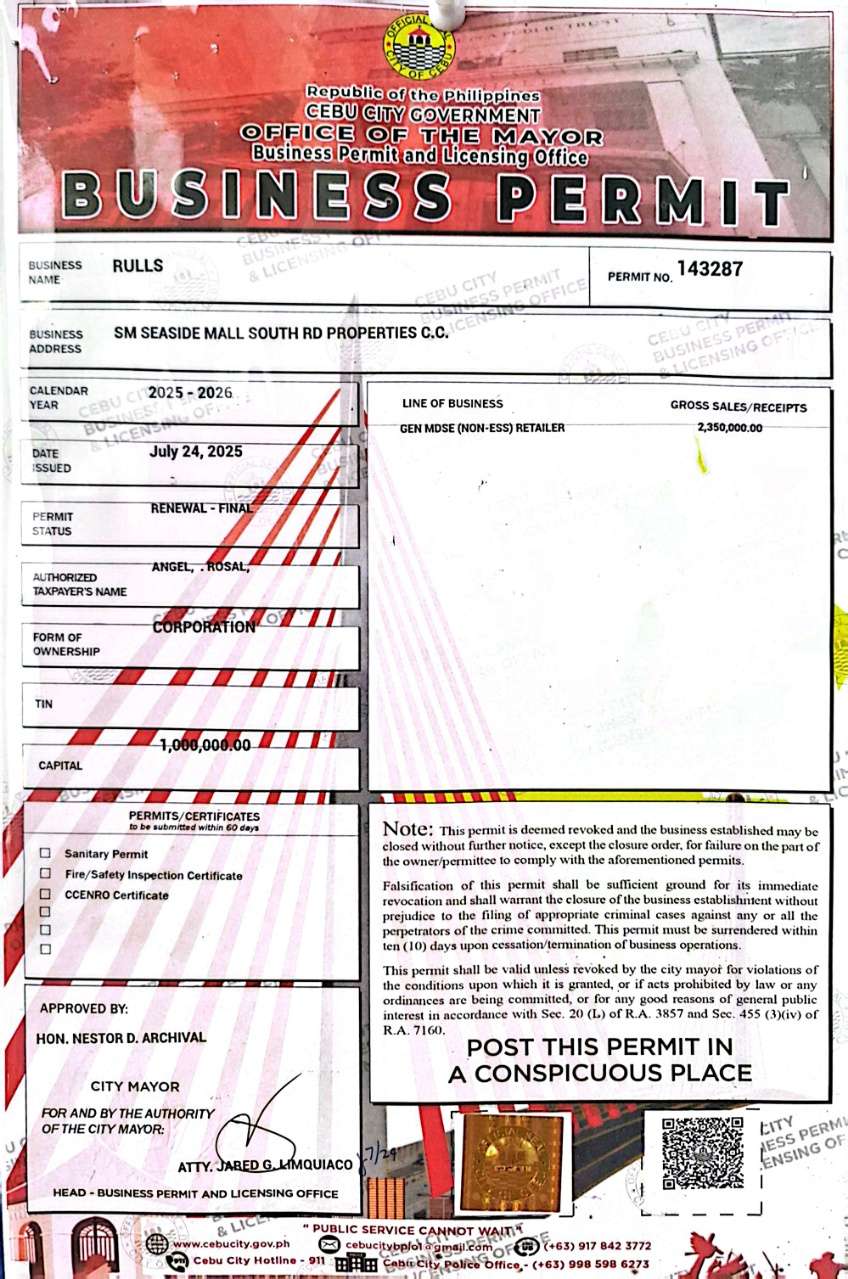 OFFICIAL SEAL
CITY OF CEBU
Republic of the Philippines
CEBU CITY GOVERNMENT
OFFICE OF THE MAYOR
Business Permit and Licensing Office
BUSINESS PERMIT
BUSINESS NAME RULLS
PERMIT NO. 143287
BUSINESS ADDRESS SM SEASIDE MALL SOUTH RD PROPERTIES C.C.
CALENDAR YEAR 2025 - 2026
DATE ISSUED July 24, 2025
PERMIT STATUS RENEWAL - FINAL
AUTHORIZED TAXPAYER'S NAME ANGEL, . ROSAL,
FORM OF OWNERSHIP CORPORATION
TIN
CAPITAL 1,000,000.00
LINE OF BUSINESS GROSS SALES/RECEIPTS
GEN MDSE (NON-ESS) RETAILER 2,350,000.00
PERMITS/CERTIFICATES
to be submitted within 60 days
Sanitary Permit
Fire/Safety Inspection Certificate
CCENRO Certificate
Note: This permit is deemed revoked and the business established may be
closed without further notice, except the closure order, for failure on the part of
the owner/permittee to comply with the aforementioned permits.
Falsification of this permit shall be sufficient ground for its immediate
revocation and shall warrant the closure of the business establishment without
prejudice to the filing of appropriate criminal cases against any or all the
perpetrators of the crime committed. This permit must be surrendered within
ten (10) days upon cessation/termination of business operations.
This permit shall be valid unless revoked by the city mayor for violations of
the conditions upon which it is granted, or if acts prohibited by law or any
ordinances are being committed, or for any good reasons of general public
interest in accordance with Sec. 20 (L) of R.A. 3857 and Sec. 455 (3)(iv) of
R.A. 7160.
POST THIS PERMIT IN
A CONSPICUOUS PLACE
APPROVED BY:
HON. NESTOR D. ARCHIVAL
CITY MAYOR
FOR AND BY THE AUTHORITY
OF THE CITY MAYOR:
ATTY. JARED G. LIMQUIACO
HEAD - BUSINESS PERMIT AND LICENSING OFFICE
" PUBLIC SERVICE CANNOT WAIT "
www.cebucity.gov.ph cebucitybplo1@gmail.com (+63) 917 842 3772
Cebu City Hotline - 911 Cebu City Police Office - (+63) 998 598 6273
CEBU CITY
BUSINESS PERMIT
& LICENSING OFFICE